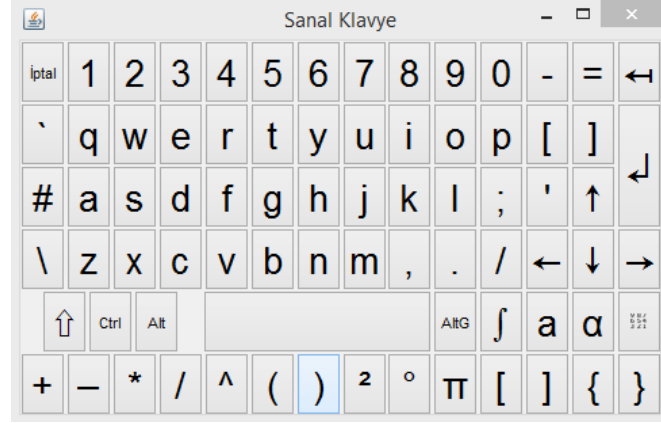 Sanal Klavye
İptal 1 2 3 4 5 6 7 8 9 0 - = ↤
` q w e r t y u i o p [ ] ↲
# a s d f g h j k l ; ' ↑
\ z x c v b n m , . / ← ↓ →
⇧ Ctrl Alt AltG ∫ a α
+ – * / ^ ( ) ² ° π [ ] { }